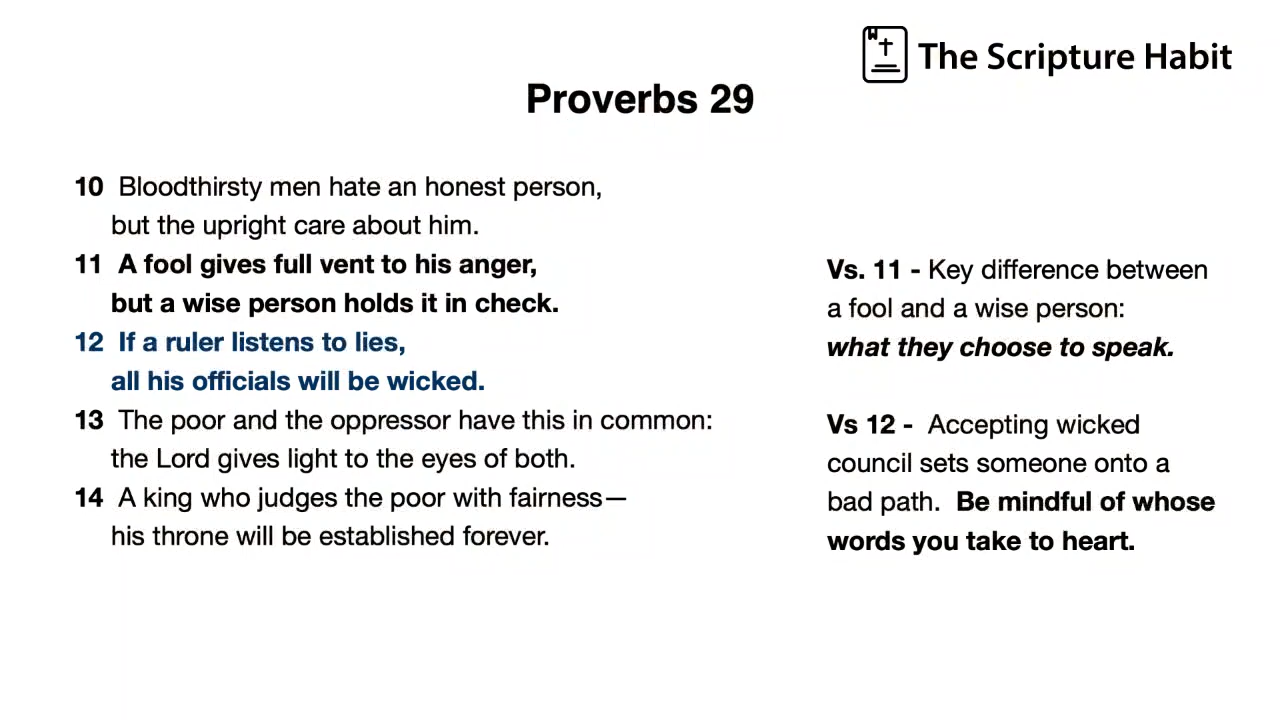 The Scripture Habit
Proverbs 29
10 Bloodthirsty men hate an honest person,
but the upright care about him.
11 A fool gives full vent to his anger,
but a wise person holds it in check.
12 If a ruler listens to lies,
all his officials will be wicked.
13 The poor and the oppressor have this in common:
the Lord gives light to the eyes of both.
14 A king who judges the poor with fairness—
his throne will be established forever.
Vs. 11 - Key difference between
a fool and a wise person:
what they choose to speak.
Vs 12 - Accepting wicked
council sets someone onto a
bad path. Be mindful of whose
words you take to heart.